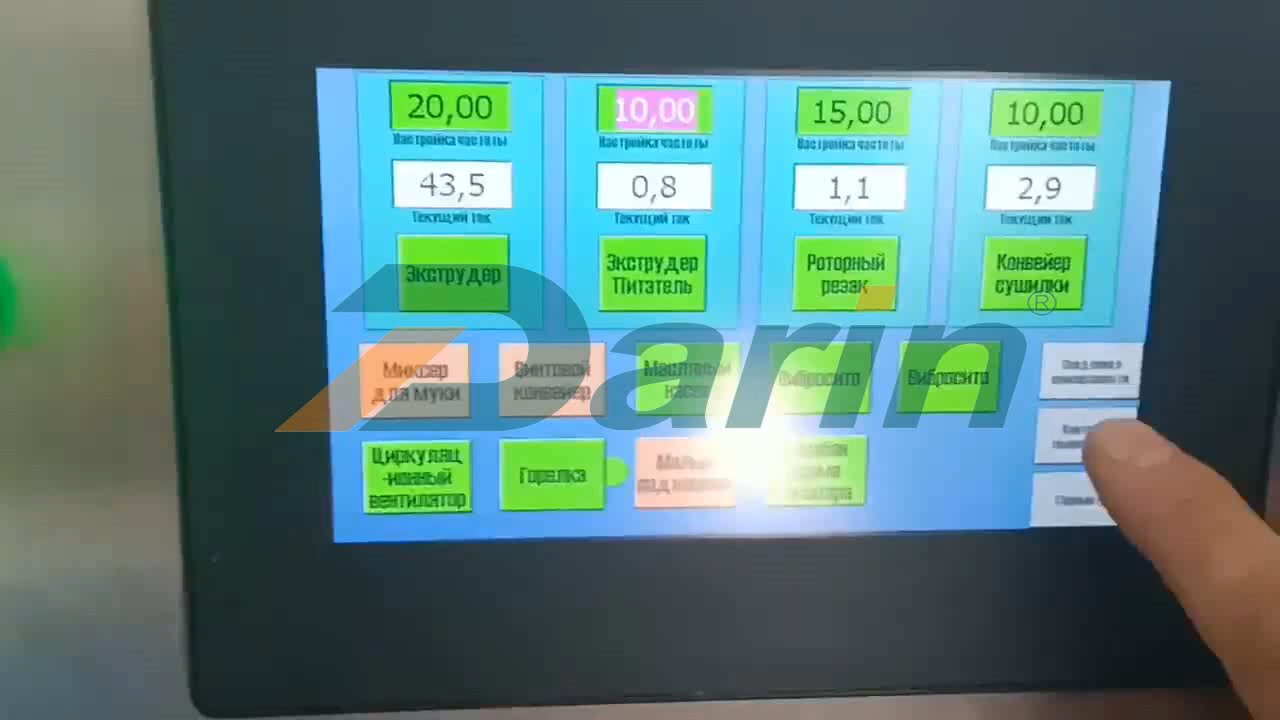 20,00
10,00
15,00
10,00
Настройка частоты
Настройка частоты
Настройка частоты
Настройка частоты
43,5
0,8
1,1
2,9
Текущий ток
Текущий ток
Текущий ток
Текущий ток
Экструдер
Экструдер
Питатель
Роторный
резак
Конвейер
сушилки
Darin®
Миксер
для муки
Винтовой
конвейер
Масляный
насос
Вибросито
Вибросито
Циркуляц
-ионный
вентилятор
Горелка